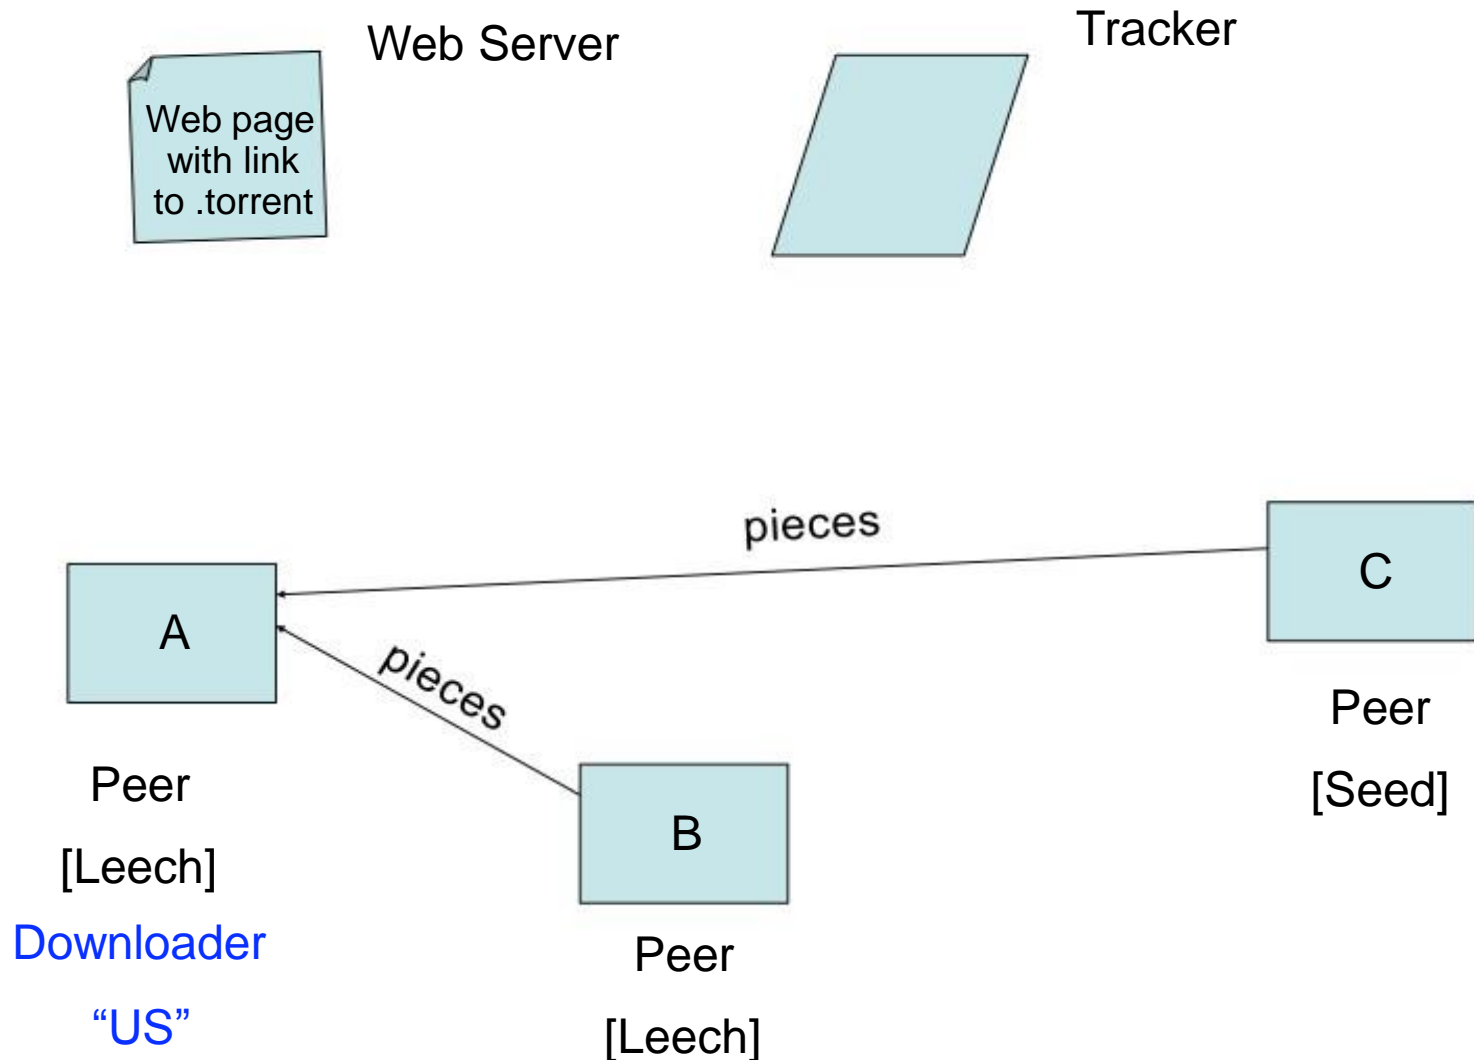 Web Server
Tracker
Web page
with link
to .torrent
pieces
C
A
pieces
Peer
[Seed]
Peer
[Leech]
B
Downloader
“US”
Peer
[Leech]